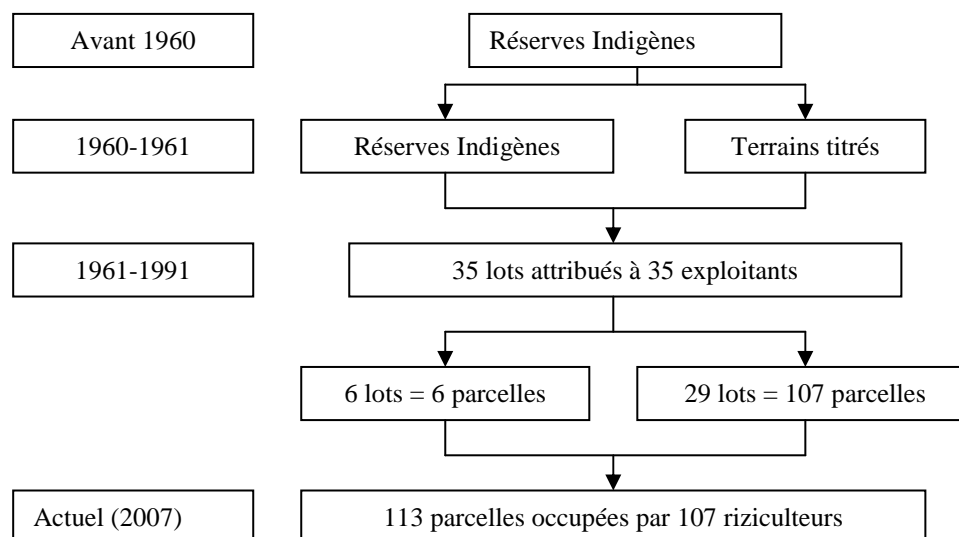 Avant 1960
Réserves Indigènes
1960-1961
Réserves Indigènes
Terrains titrés
1961-1991
35 lots attribués à 35 exploitants
6 lots = 6 parcelles
29 lots = 107 parcelles
Actuel (2007)
113 parcelles occupées par 107 riziculteurs